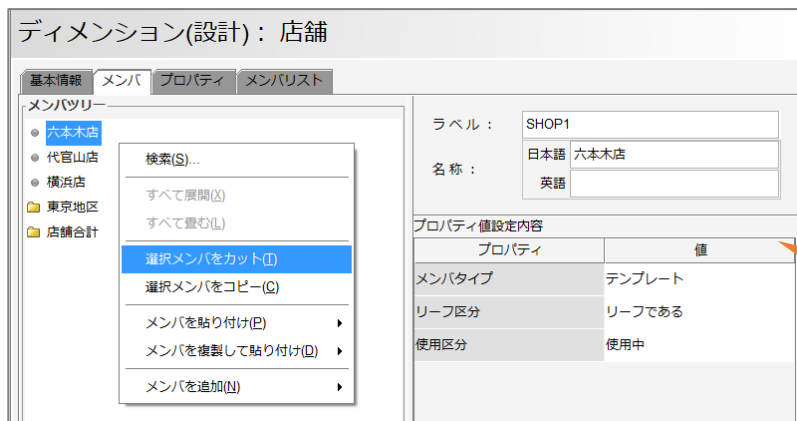 ディメンション(設計)： 店舗
基本情報 メンバ プロパティ メンバリスト
メンバツリー
六本木店
代官山店
横浜店
東京地区
店舗合計
検索(S)...
すべて展開(X)
すべて畳む(L)
選択メンバをカット(T)
選択メンバをコピー(C)
メンバを貼り付け(P)
メンバを複製して貼り付け(D)
メンバを追加(N)
ラベル： SHOP1
名称： 日本語 六本木店
英語
プロパティ値設定内容
プロパティ 値
メンバタイプ テンプレート
リーフ区分 リーフである
使用区分 使用中